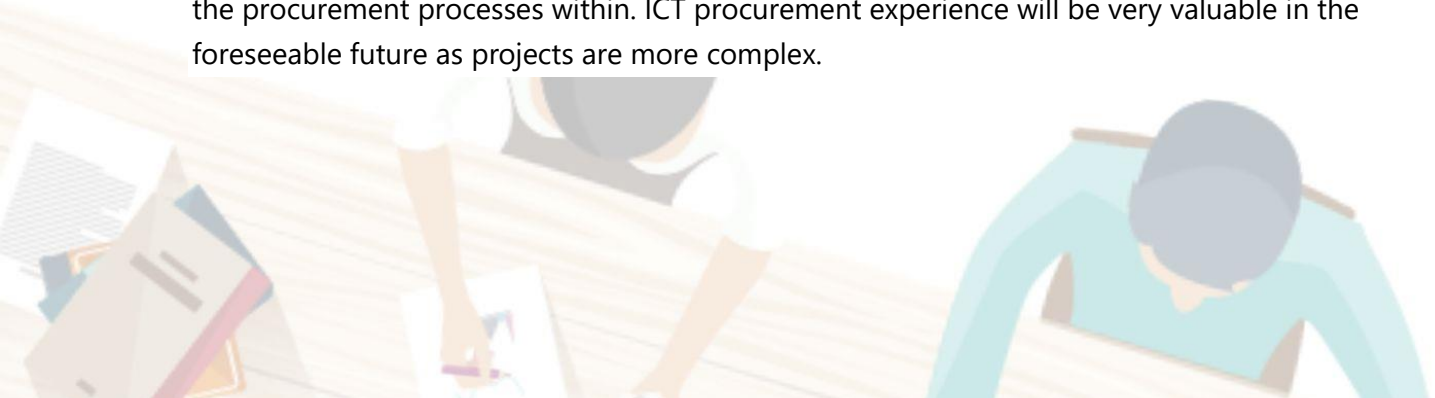 the procurement processes within. ICT procurement experience will be very valuable in the
foreseeable future as projects are more complex.